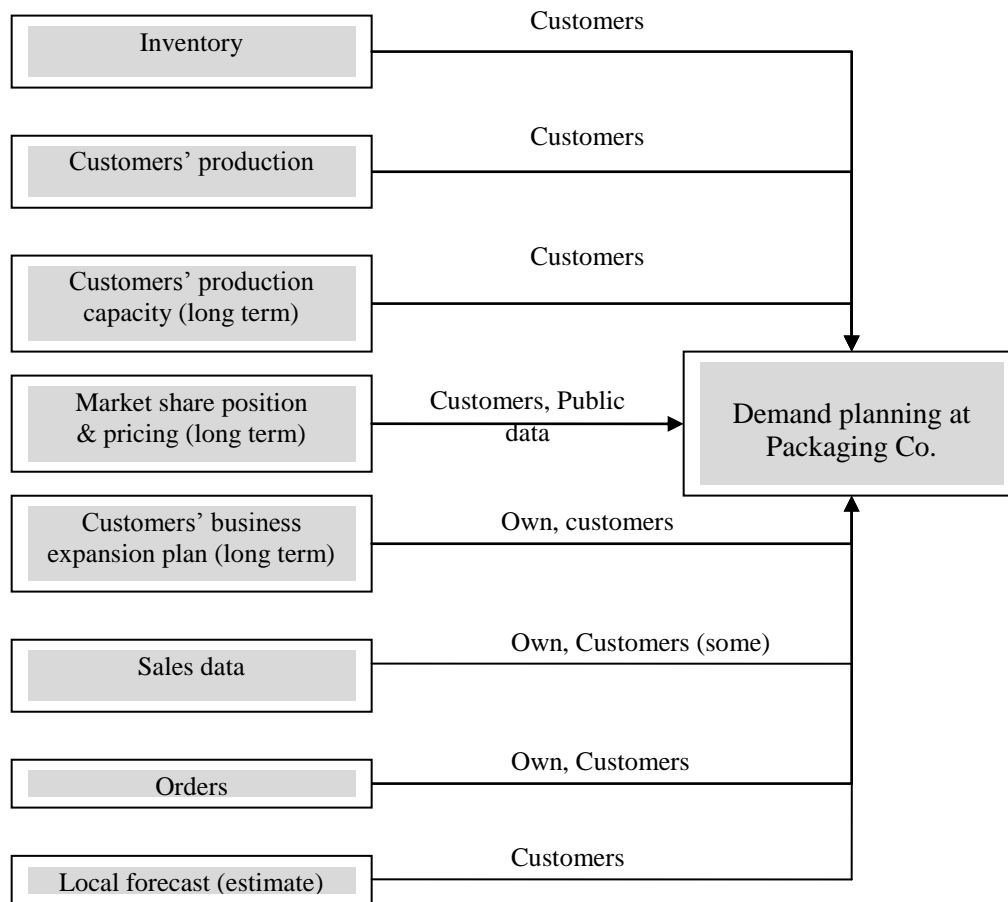 Customers
Inventory
Customers
Customers’ production
Customers
Customers’ production
capacity (long term)
Market share position
& pricing (long term)
Customers, Public
data
Demand planning at
Packaging Co.
Customers’ business
expansion plan (long term)
Own, customers
Own, Customers (some)
Sales data
Own, Customers
Orders
Customers
Local forecast (estimate)